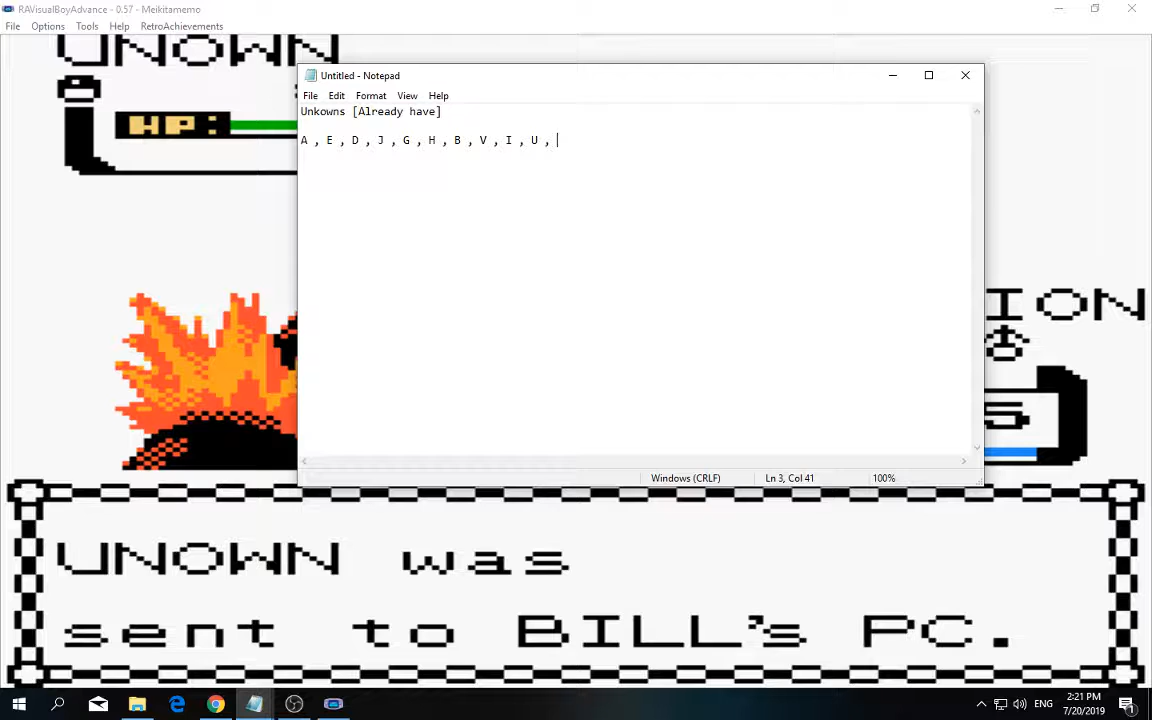 RAVisualBoyAdvance - 0.57 - Meikitamemo
File Options Tools Help RetroAchievements
UNOWN
HP:
Untitled - Notepad
File Edit Format View Help
Unkowns [Already have]
A , E , D , J , G , H , B , V , I , U ,
Windows (CRLF) Ln 3, Col 41 100%
ION
5
UNOWN was
sent to BILL's PC.
ENG
2:21 PM
7/20/2019
1